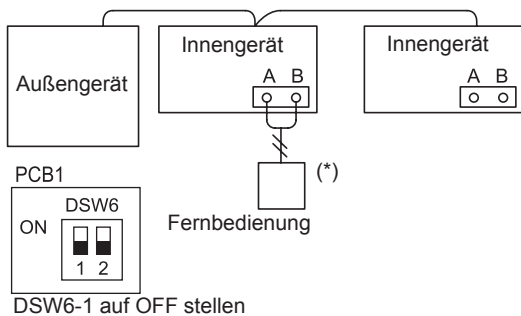 Außengerät
Innengerät
A B
Innengerät
A B
(*)
Fernbedienung
PCB1
DSW6
ON
1 2
DSW6-1 auf OFF stellen